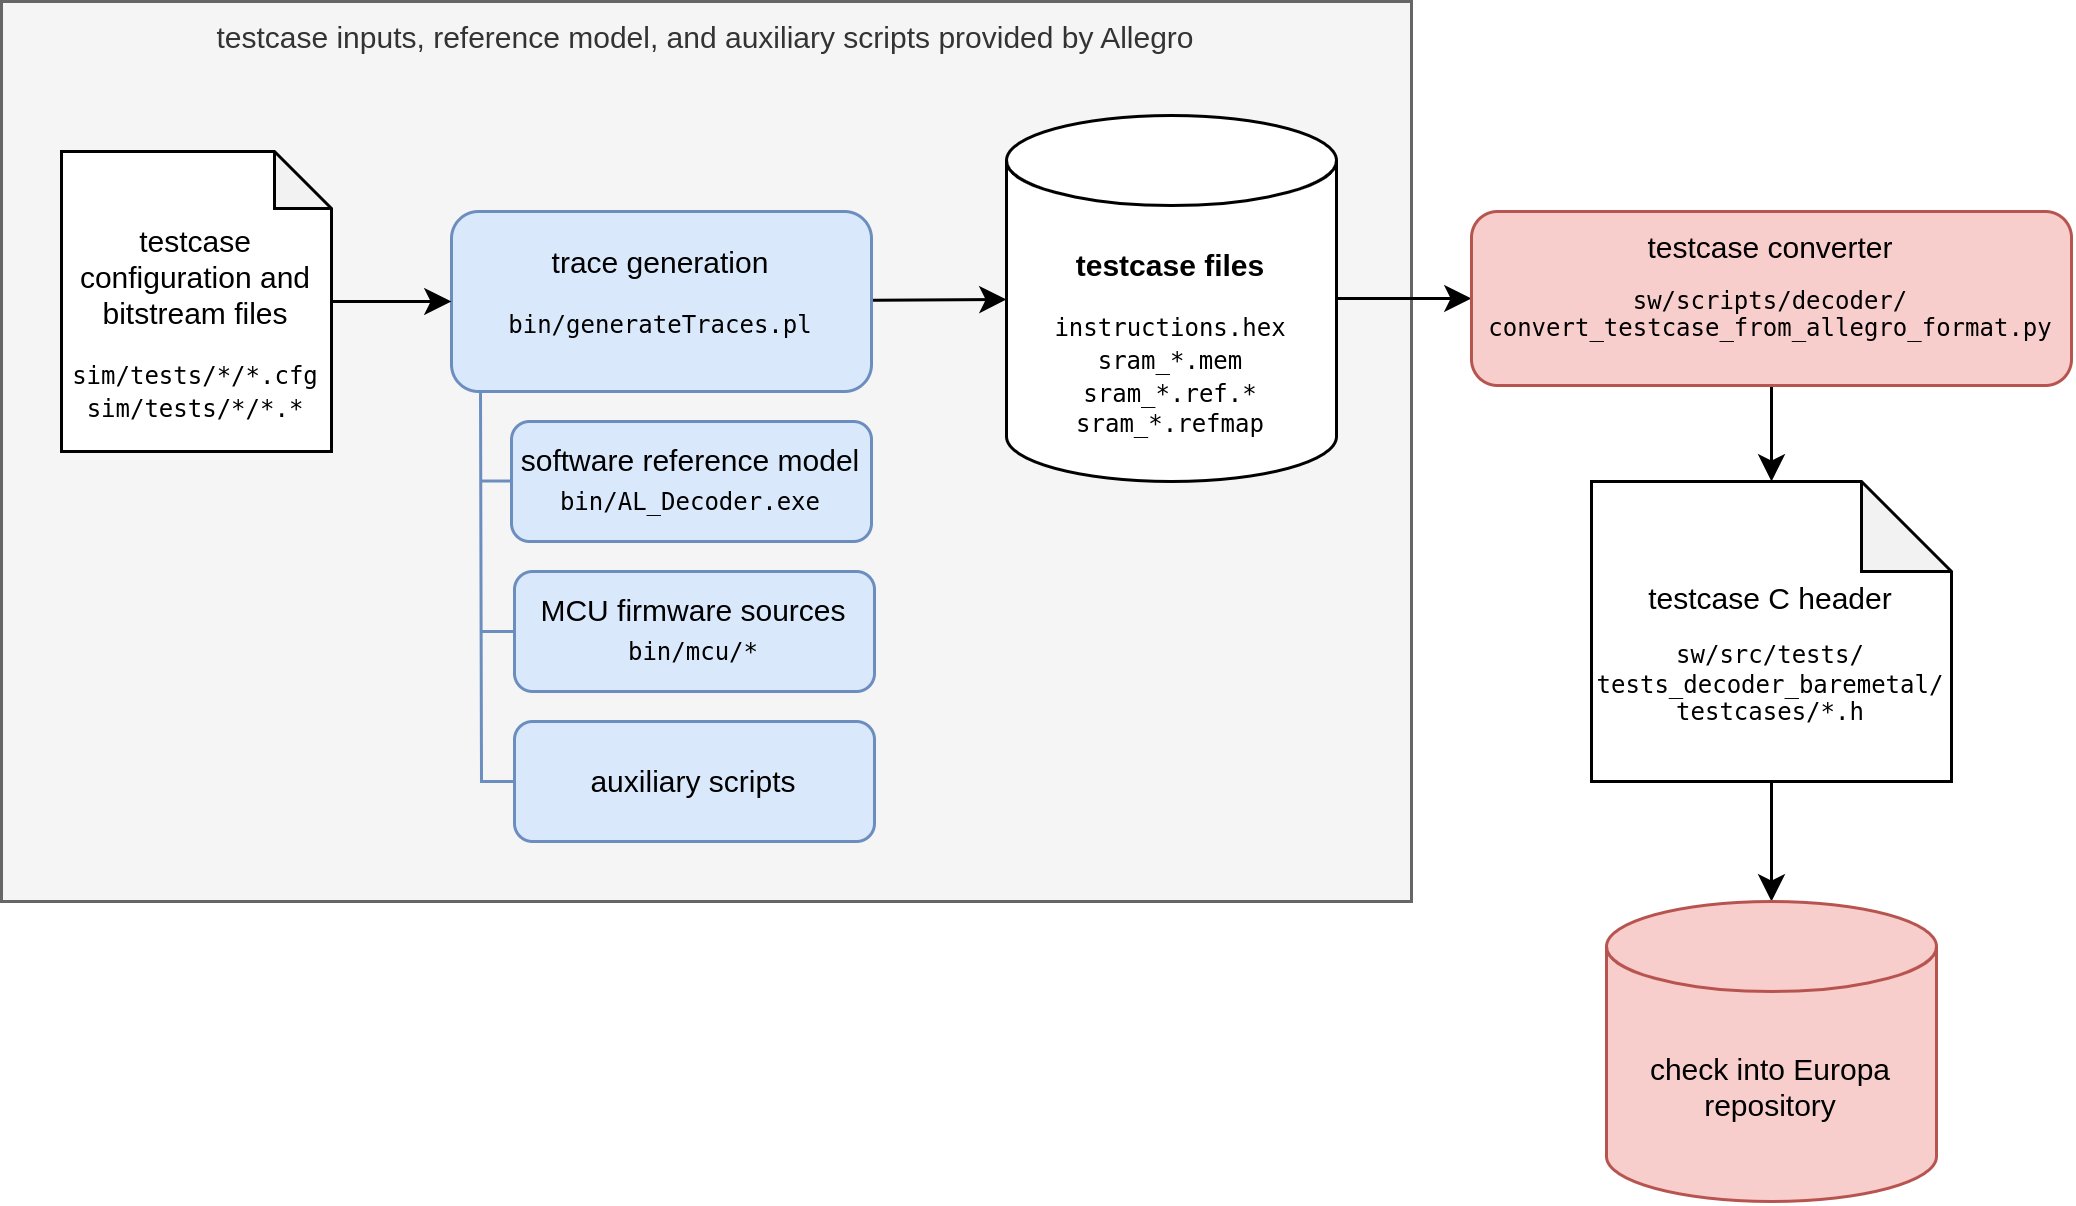 testcase inputs, reference model, and auxiliary scripts provided by Allegro
testcase
configuration and
bitstream files
sim/tests/*/*.cfg
sim/tests/*/*.*
trace generation
bin/generateTraces.pl
software reference model
bin/AL_Decoder.exe
MCU firmware sources
bin/mcu/*
auxiliary scripts
testcase files
instructions.hex
sram_*.mem
sram_*.ref.*
sram_*.refmap
testcase converter
sw/scripts/decoder/
convert_testcase_from_allegro_format.py
testcase C header
sw/src/tests/
tests_decoder_baremetal/
testcases/*.h
check into Europa
repository